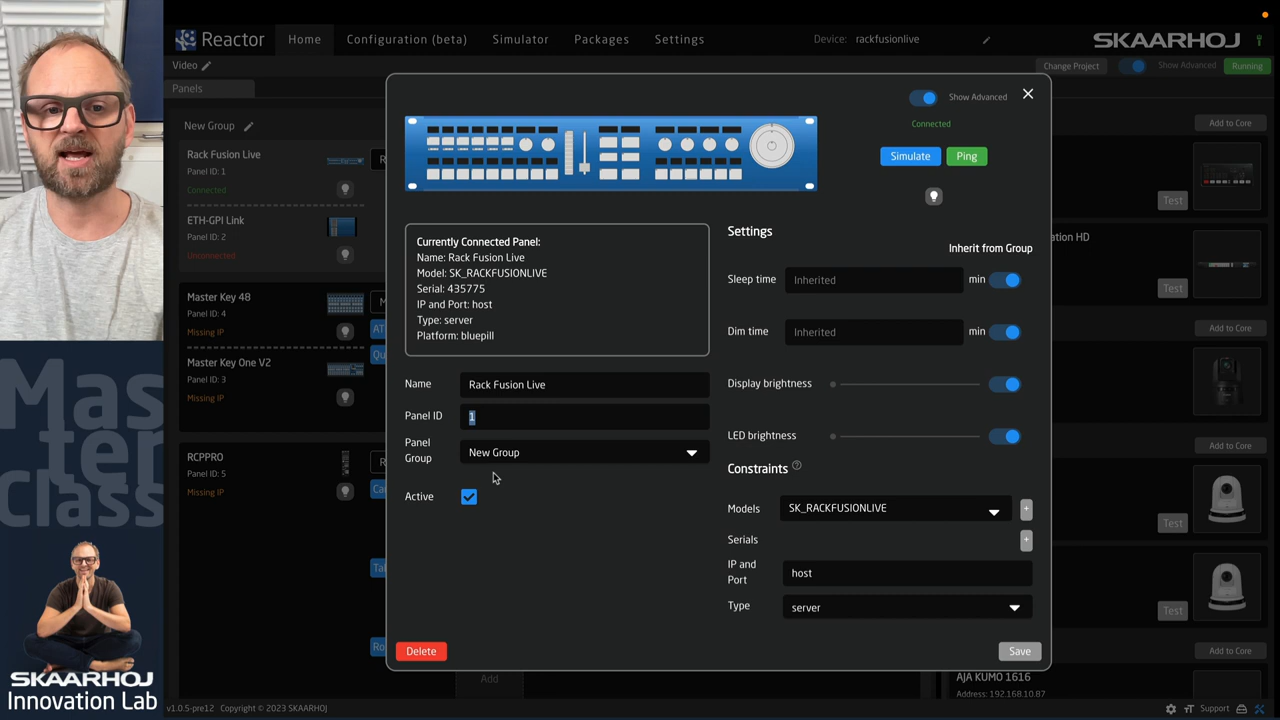 Reactor
Home
Configuration (beta)
Simulator
Packages
Settings
Device: rackfusionlive
SKAARHOJ
Video
Change Project
Show Advanced
Running
Panels
New Group
Add to Core
Rack Fusion Live
Panel ID: 1
Connected
ETH-GPI Link
Panel ID: 2
Unconnected
Test
ation HD
Test
Master Key 48
Panel ID: 4
Missing IP
Master Key One V2
Panel ID: 3
Missing IP
Add to Core
RCPPRO
Panel ID: 5
Missing IP
Add to Core
Test
Test
Add to Core
AJA KUMO 1616
Address: 192.168.10.87
Add
Show Advanced
Connected
Simulate
Ping
Currently Connected Panel:
Name: Rack Fusion Live
Model: SK_RACKFUSIONLIVE
Serial: 435775
IP and Port: host
Type: server
Platform: bluepill
Name
Rack Fusion Live
Panel ID
1
Panel
Group
New Group
Active
Settings
Inherit from Group
Sleep time
Inherited
min
Dim time
Inherited
min
Display brightness
LED brightness
Constraints
Models
SK_RACKFUSIONLIVE
+
Serials
+
IP and
Port
host
Type
server
Delete
Save
Master
Class
SKAARHOJ
Innovation Lab
v1.0.5-pre12 Copyright © 2023 SKAARHOJ
Support